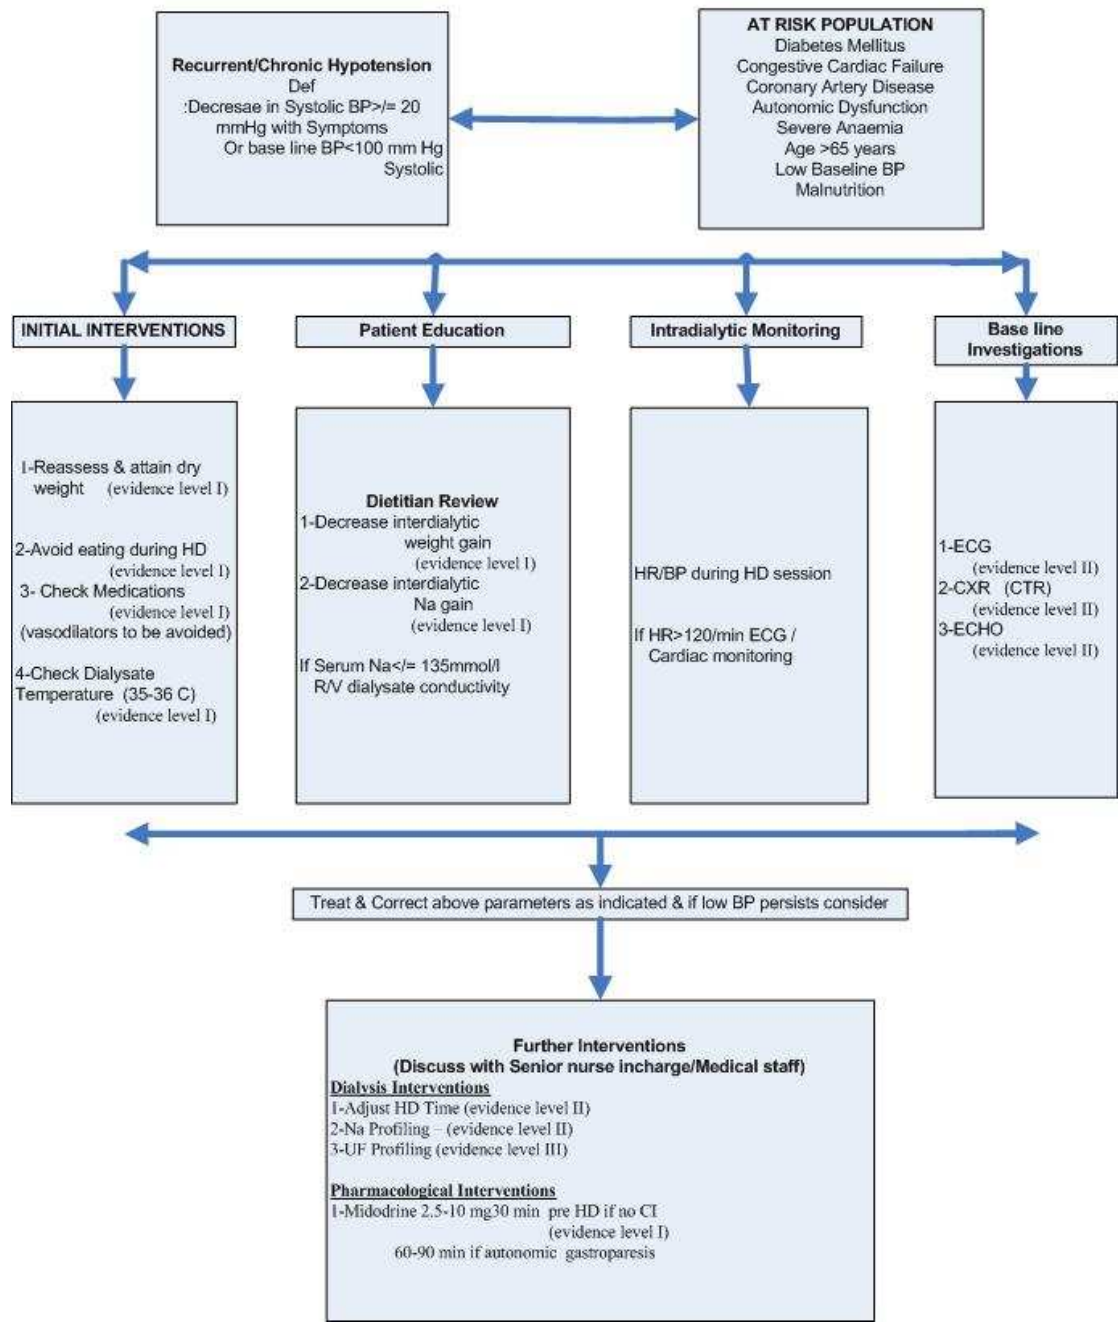 Recurrent/Chronic Hypotension
Def
:Decresae in Systolic BP>/= 20
mmHg with Symptoms
Or base line BP<100 mm Hg
Systolic
AT RISK POPULATION
Diabetes Mellitus
Congestive Cardiac Failure
Coronary Artery Disease
Autonomic Dysfunction
Severe Anaemia
Age >65 years
Low Baseline BP
Malnutrition
INITIAL INTERVENTIONS
1-Reassess & attain dry
weight (evidence level I)
2-Avoid eating during HD
(evidence level I)
3- Check Medications
(evidence level I)
(vasodilators to be avoided)
4-Check Dialysate
Temperature (35-36 C)
(evidence level I)
Patient Education
Dietitian Review
1-Decrease interdialytic
weight gain
(evidence level I)
2-Decrease interdialytic
Na gain
(evidence level I)
If Serum Na</= 135mmol/l
R/V dialysate conductivity
Intradialytic Monitoring
HR/BP during HD session
If HR>120/min ECG /
Cardiac monitoring
Base line
Investigations
1-ECG
(evidence level II)
2-CXR (CTR)
(evidence level II)
3-ECHO
(evidence level II)
Treat & Correct above parameters as indicated & if low BP persists consider
Further Interventions
(Discuss with Senior nurse incharge/Medical staff)
Dialysis Interventions
1-Adjust HD Time (evidence level II)
2-Na Profiling – (evidence level II)
3-UF Profiling (evidence level III)
Pharmacological Interventions
1-Midodrine 2.5-10 mg30 min pre HD if no CI
(evidence level I)
60-90 min if autonomic gastroparesis